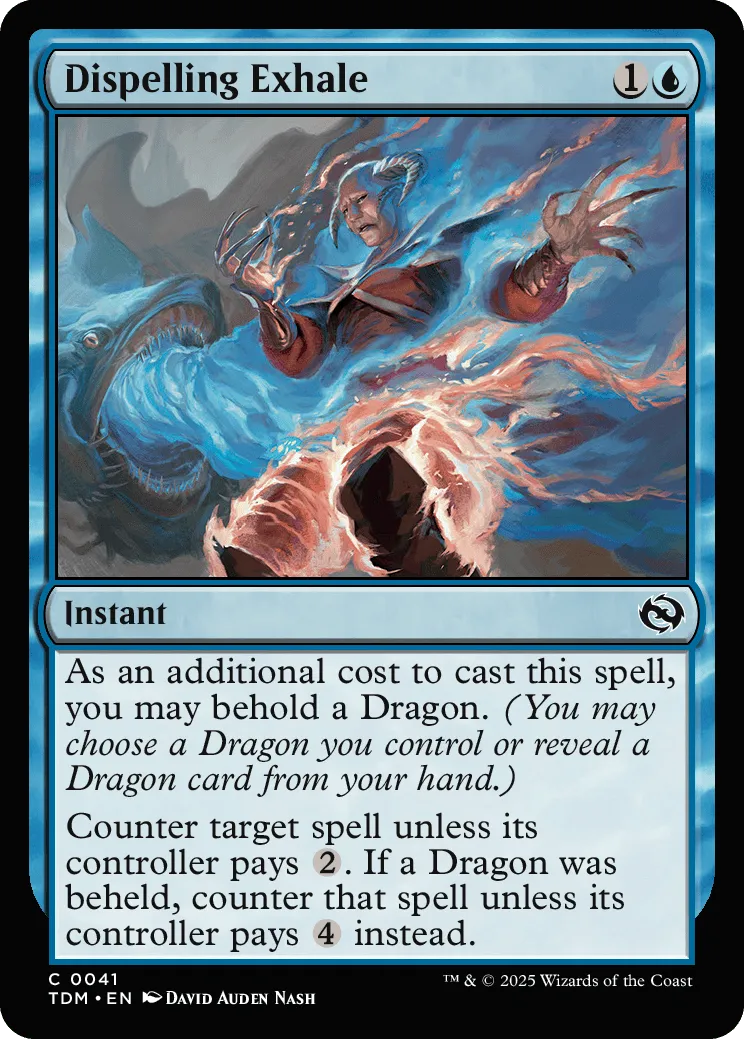 Dispelling Exhale 1
Instant
As an additional cost to cast this spell,
you may behold a Dragon. (You may
choose a Dragon you control or reveal a
Dragon card from your hand.)
Counter target spell unless its
controller pays 2. If a Dragon was
beheld, counter that spell unless its
controller pays 4 instead.
C 0041
TDM • EN David Auden Nash
™ & © 2025 Wizards of the Coast